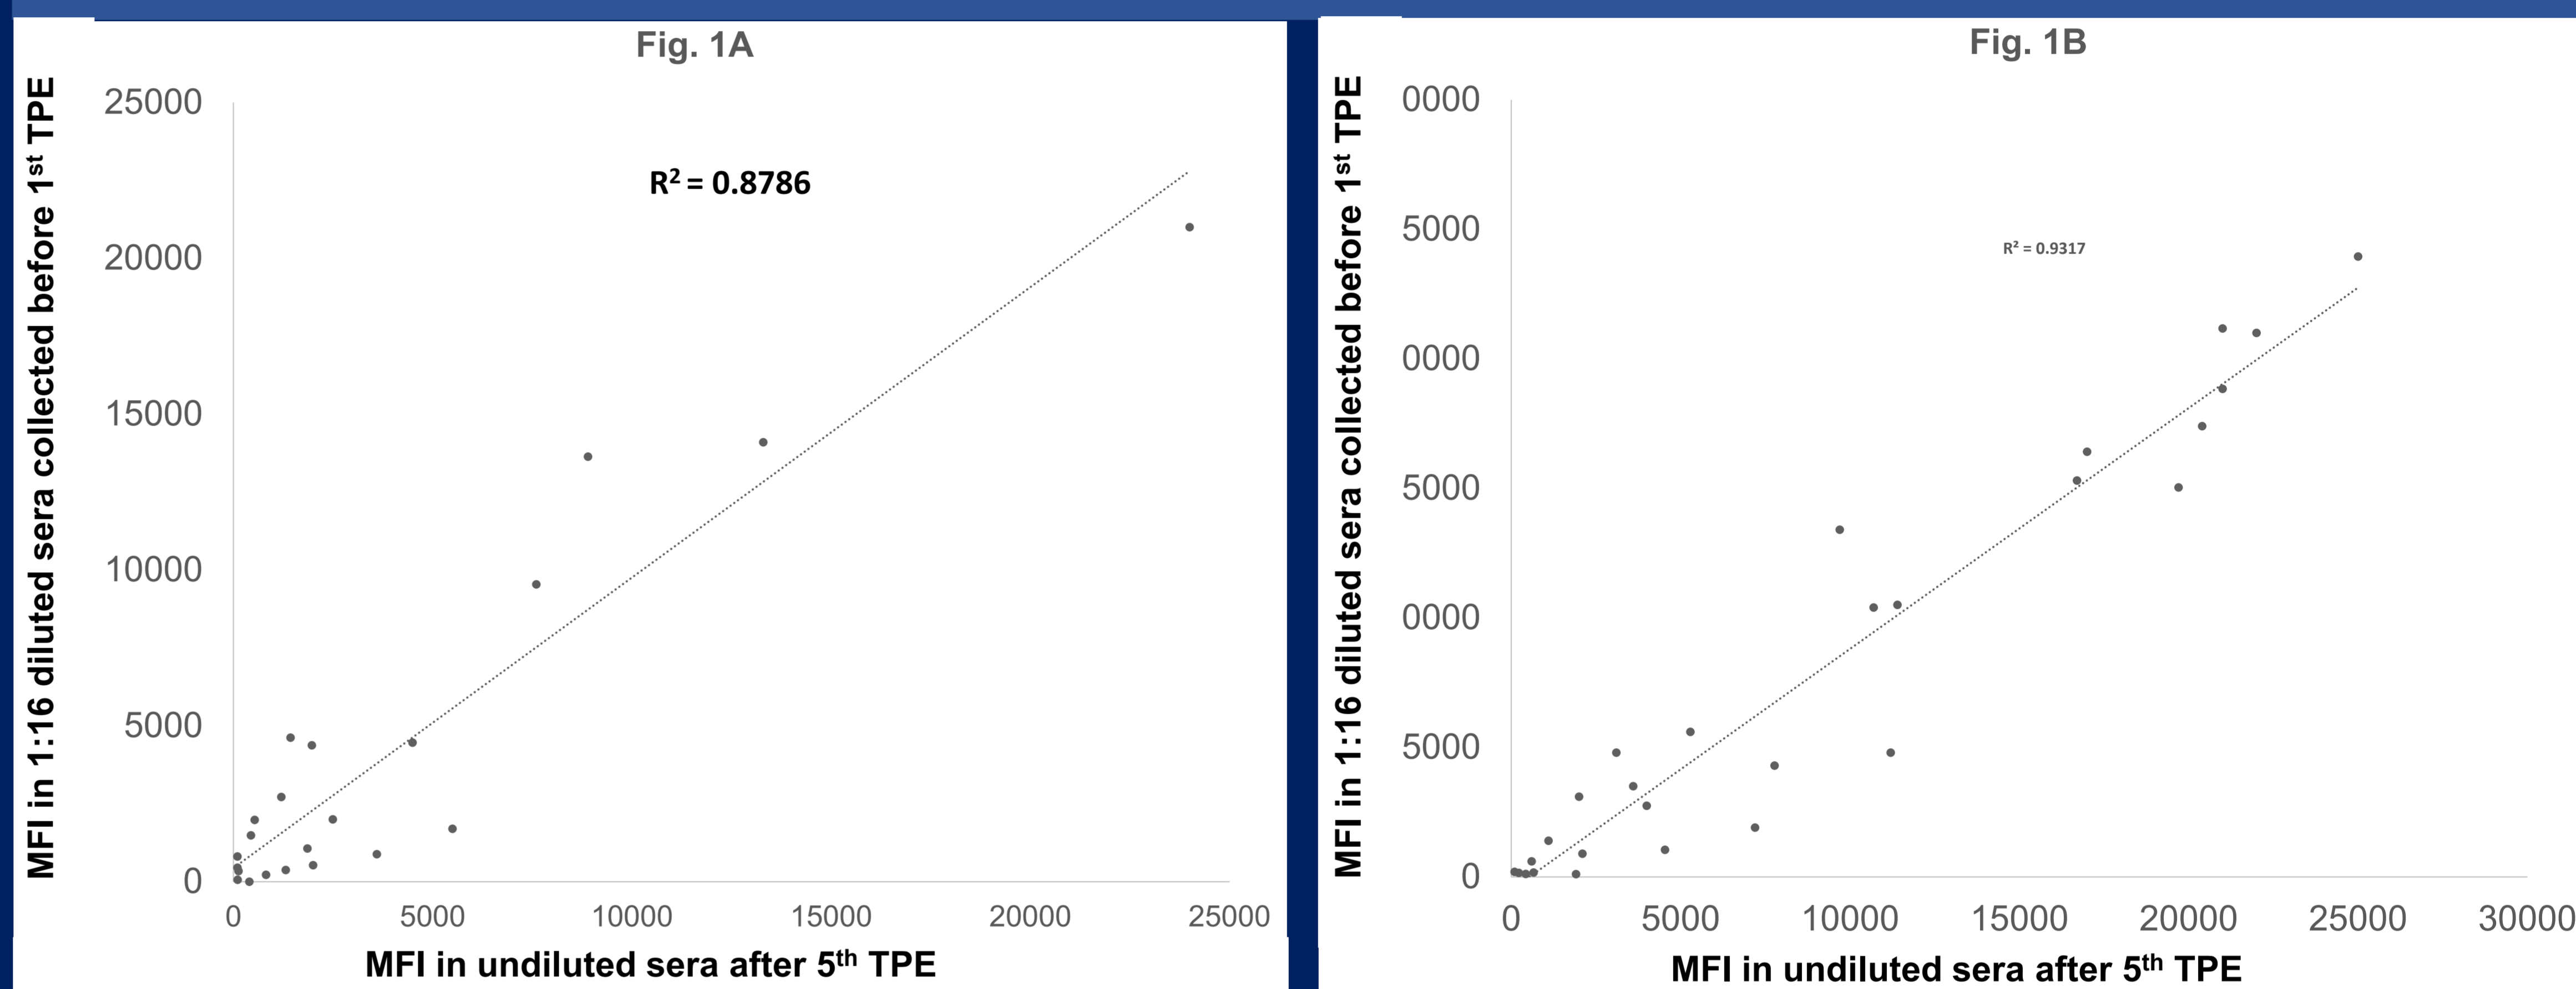 Fig. 1A
MFI in 1:16 diluted sera collected before 1st TPE
25000
20000
15000
10000
5000
0
R² = 0.8786
0 5000 10000 15000 20000 25000
MFI in undiluted sera after 5th TPE
Fig. 1B
MFI in 1:16 diluted sera collected before 1st TPE
0000
5000
0000
5000
0000
5000
0
R² = 0.9317
0 5000 10000 15000 20000 25000 30000
MFI in undiluted sera after 5th TPE